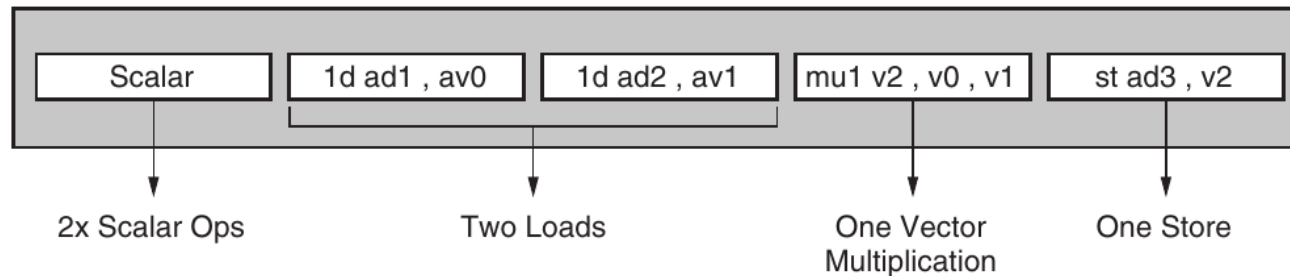 Scalar
1d ad1 , av0
1d ad2 , av1
mu1 v2 , v0 , v1
st ad3 , v2
2x Scalar Ops
Two Loads
One Vector
Multiplication
One Store